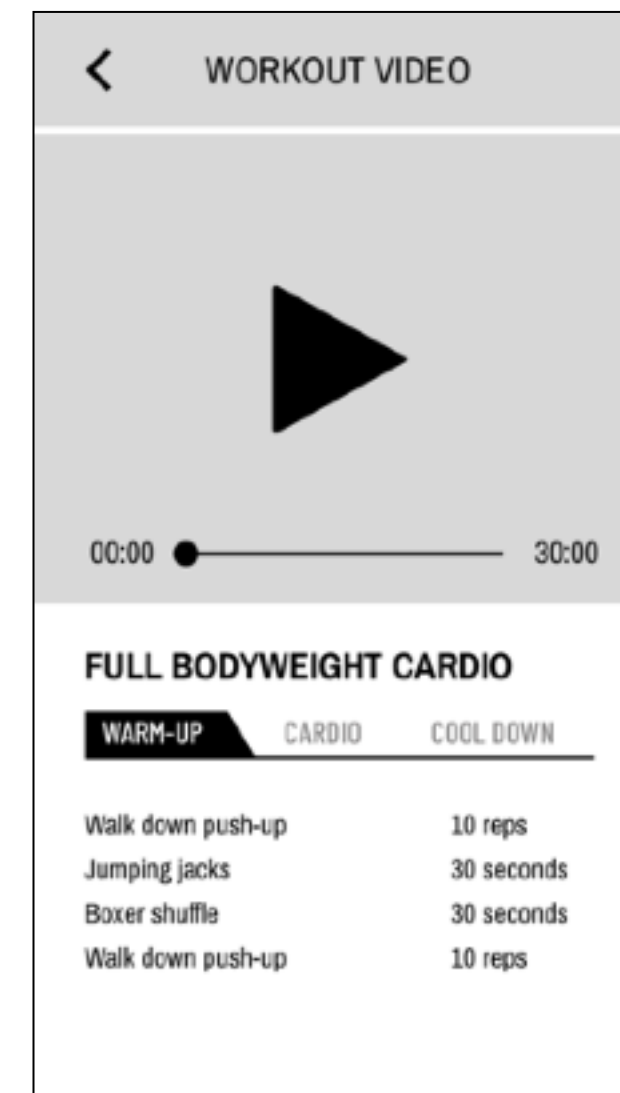 WORKOUT VIDEO
00:00 30:00
FULL BODYWEIGHT CARDIO
WARM-UP CARDIO COOL DOWN
Walk down push-up 10 reps
Jumping jacks 30 seconds
Boxer shuffle 30 seconds
Walk down push-up 10 reps